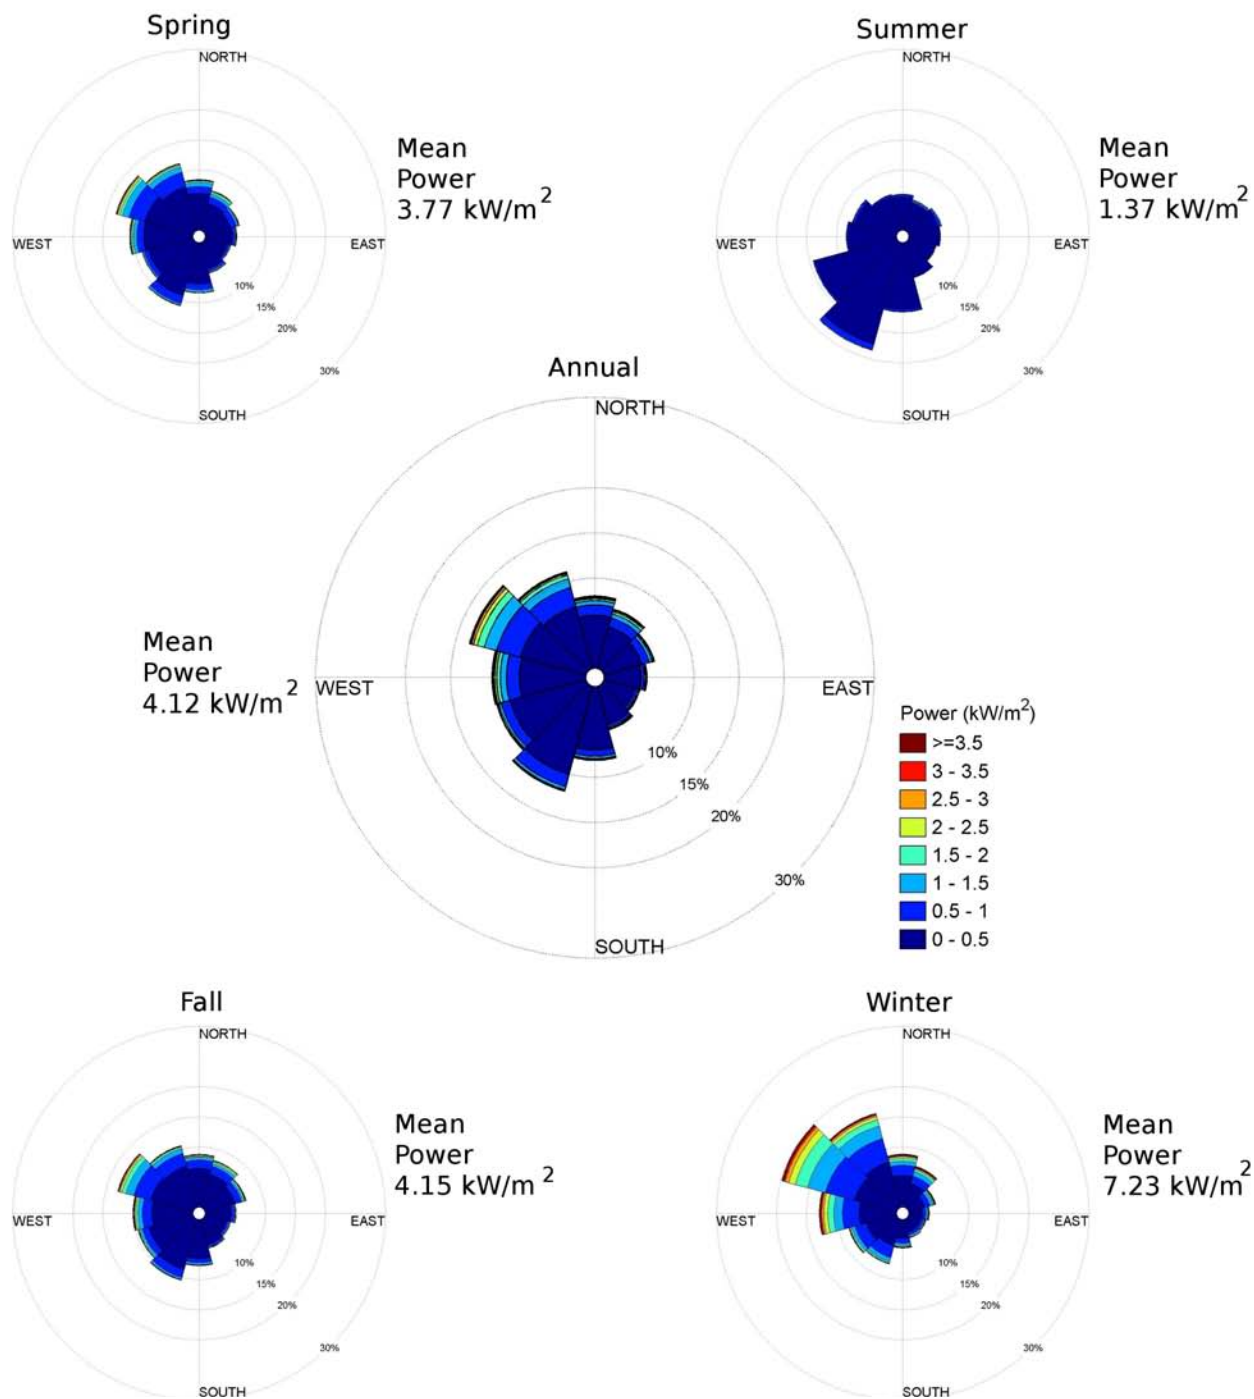 Spring
NORTH
WEST
EAST
SOUTH
10%
15%
20%
30%
Mean
Power
3.77 kW/m²
Summer
NORTH
WEST
EAST
SOUTH
10%
15%
20%
30%
Mean
Power
1.37 kW/m²
Annual
NORTH
WEST
EAST
SOUTH
10%
15%
20%
30%
Mean
Power
4.12 kW/m²
Power (kW/m²)
>=3.5
3 - 3.5
2.5 - 3
2 - 2.5
1.5 - 2
1 - 1.5
0.5 - 1
0 - 0.5
Fall
NORTH
WEST
EAST
SOUTH
10%
15%
20%
30%
Mean
Power
4.15 kW/m²
Winter
NORTH
WEST
EAST
SOUTH
10%
15%
20%
30%
Mean
Power
7.23 kW/m²